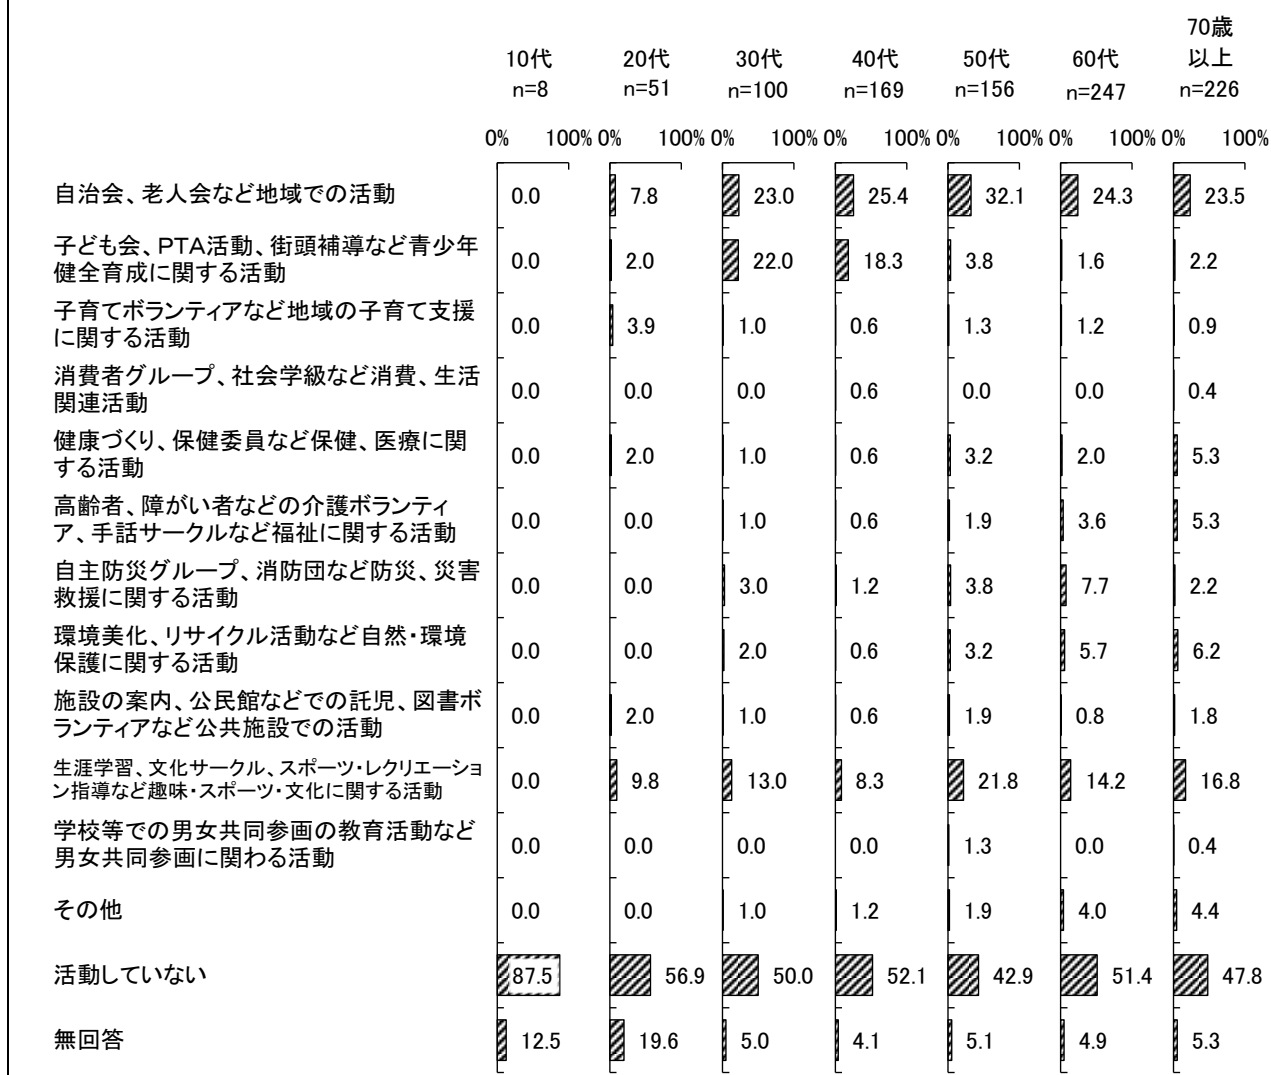 70歳
10代 20代 30代 40代 50代 60代 以上
n=8 n=51 n=100 n=169 n=156 n=247 n=226
0% 100% 0% 100% 0% 100% 0% 100% 0% 100% 0% 100% 0% 100%
自治会、老人会など地域での活動 0.0 7.8 23.0 25.4 32.1 24.3 23.5
子ども会、PTA活動、街頭補導など青少年
健全育成に関する活動 0.0 2.0 22.0 18.3 3.8 1.6 2.2
子育てボランティアなど地域の子育て支援
に関する活動 0.0 3.9 1.0 0.6 1.3 1.2 0.9
消費者グループ、社会学級など消費、生活
関連活動 0.0 0.0 0.0 0.6 0.0 0.0 0.4
健康づくり、保健委員など保健、医療に関
する活動 0.0 2.0 1.0 0.6 3.2 2.0 5.3
高齢者、障がい者などの介護ボランティ
ア、手話サークルなど福祉に関する活動 0.0 0.0 1.0 0.6 1.9 3.6 5.3
自主防災グループ、消防団など防災、災害
救援に関する活動 0.0 0.0 3.0 1.2 3.8 7.7 2.2
環境美化、リサイクル活動など自然・環境
保護に関する活動 0.0 0.0 2.0 0.6 3.2 5.7 6.2
施設の案内、公民館などでの託児、図書ボ
ランティアなど公共施設での活動 0.0 2.0 1.0 0.6 1.9 0.8 1.8
生涯学習、文化サークル、スポーツ・レクリエーショ
ン指導など趣味・スポーツ・文化に関する活動 0.0 9.8 13.0 8.3 21.8 14.2 16.8
学校等での男女共同参画の教育活動など
男女共同参画に関わる活動 0.0 0.0 0.0 0.0 1.3 0.0 0.4
その他 0.0 0.0 1.0 1.2 1.9 4.0 4.4
活動していない 87.5 56.9 50.0 52.1 42.9 51.4 47.8
無回答 12.5 19.6 5.0 4.1 5.1 4.9 5.3